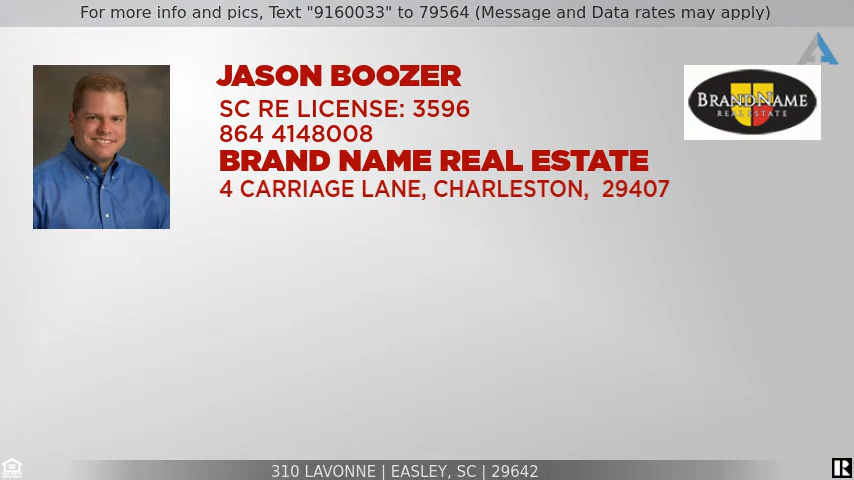 For more info and pics, Text "9160033" to 79564 (Message and Data rates may apply)
JASON BOOZER
SC RE LICENSE: 3596
864 4148008
BRAND NAME REAL ESTATE
4 CARRIAGE LANE, CHARLESTON, 29407
BRANDNAME
REAL ESTATE
310 LAVONNE | EASLEY, SC | 29642